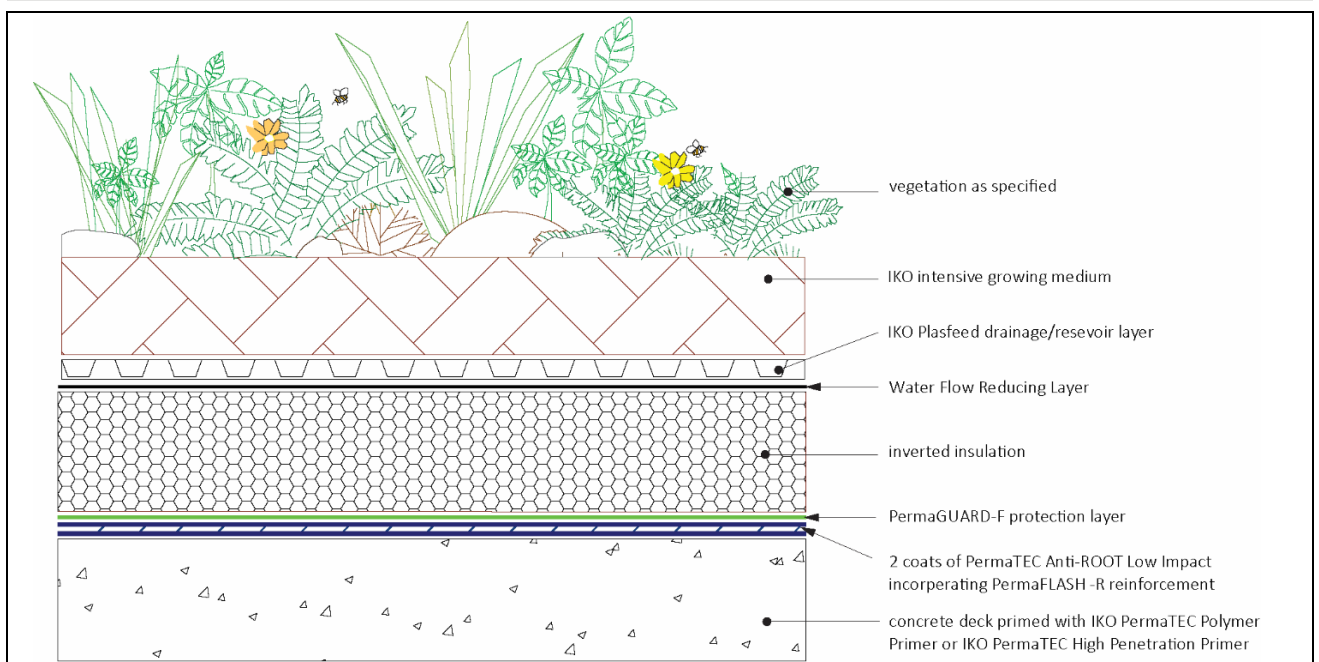 vegetation as specified
IKO intensive growing medium
IKO Plasfeed drainage/resevoir layer
Water Flow Reducing Layer
inverted insulation
PermaGUARD-F protection layer
2 coats of PermaTEC Anti-ROOT Low Impact
incorperating PermaFLASH -R reinforcement
concrete deck primed with IKO PermaTEC Polymer
Primer or IKO PermaTEC High Penetration Primer